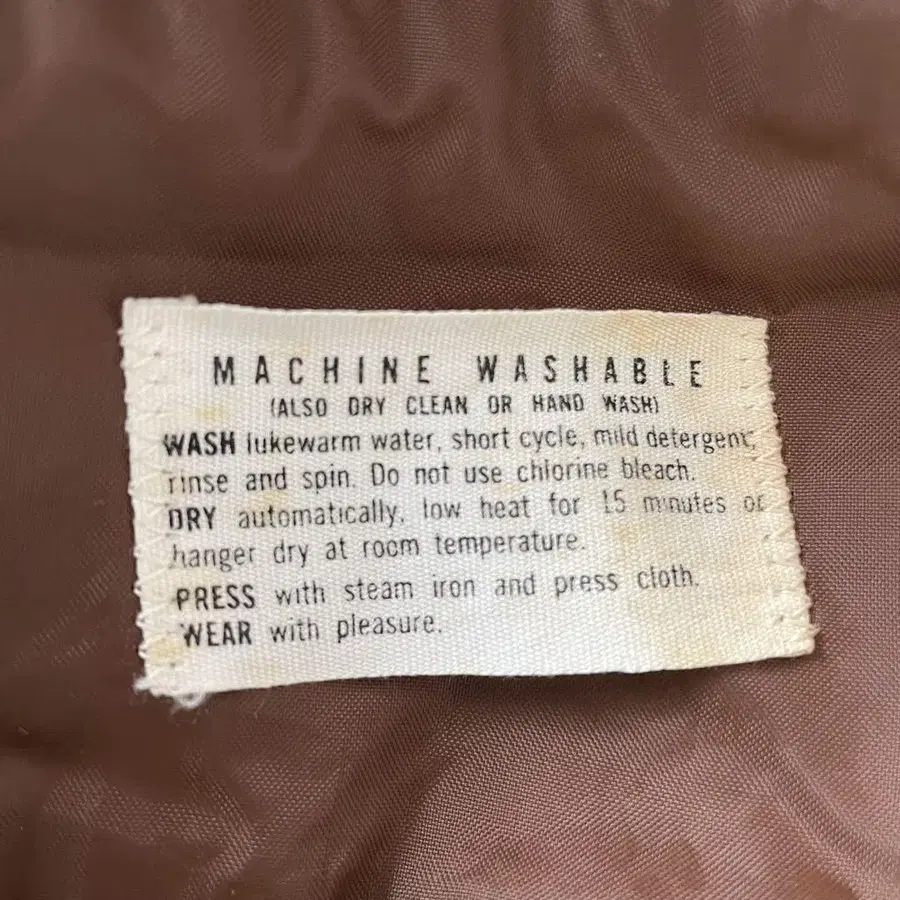 MACHINE WASHABLE
(ALSO DRY CLEAN OR HAND WASH)
WASH lukewarm water, short cycle, mild detergent,
rinse and spin. Do not use chlorine bleach.
DRY automatically, low heat for 15 minutes or
hanger dry at room temperature.
PRESS with steam iron and press cloth.
WEAR with pleasure.